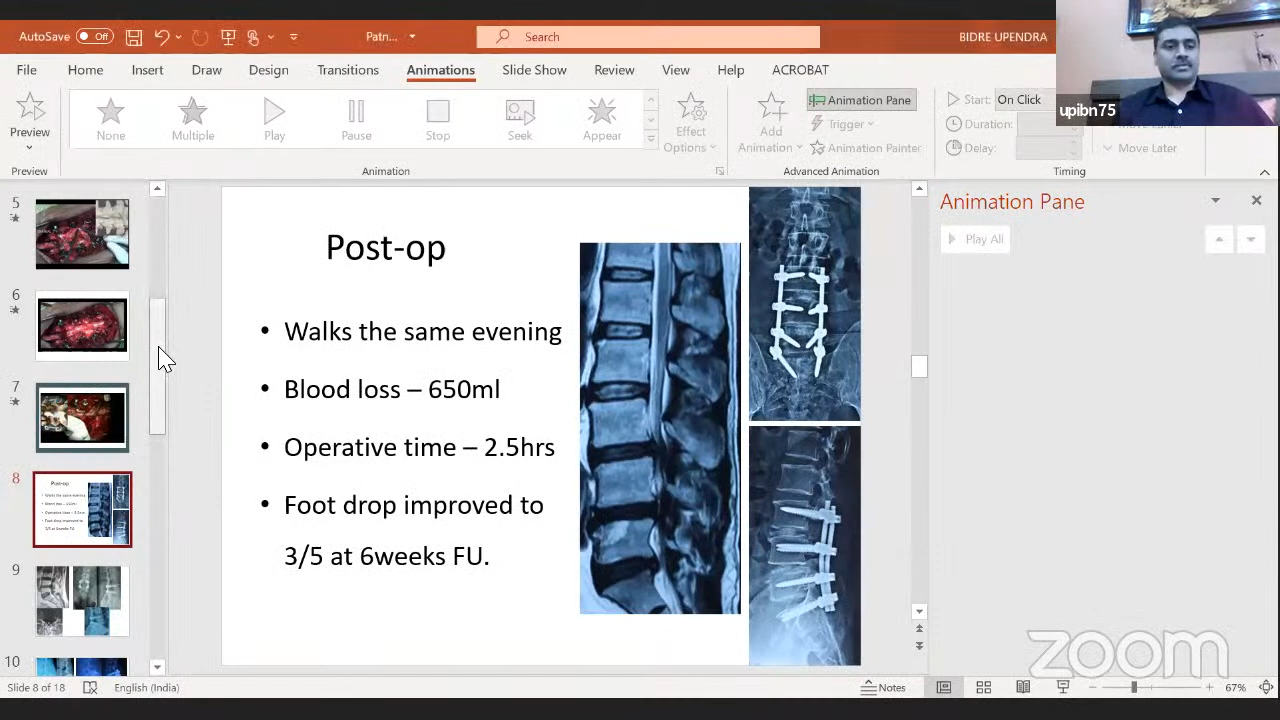 AutoSave Off Patn... Search BIDRE UPENDRA
File Home Insert Draw Design Transitions Animations Slide Show Review View Help ACROBAT
upibn75
Preview
None Multiple Play Pause Stop Seek Appear
Effect
Options
Add
Animation
Animation Pane
Trigger
Animation Painter
Start: On Click
Duration:
Delay:
Move Earlier
Move Later
Preview Animation Advanced Animation Timing
5
6
7
8
9
10
Post-op
• Walks the same evening
• Blood loss – 650ml
• Operative time – 2.5hrs
• Foot drop improved to
3/5 at 6weeks FU.
Animation Pane
Play All
zoom
Slide 8 of 18 English (India) Notes 67%